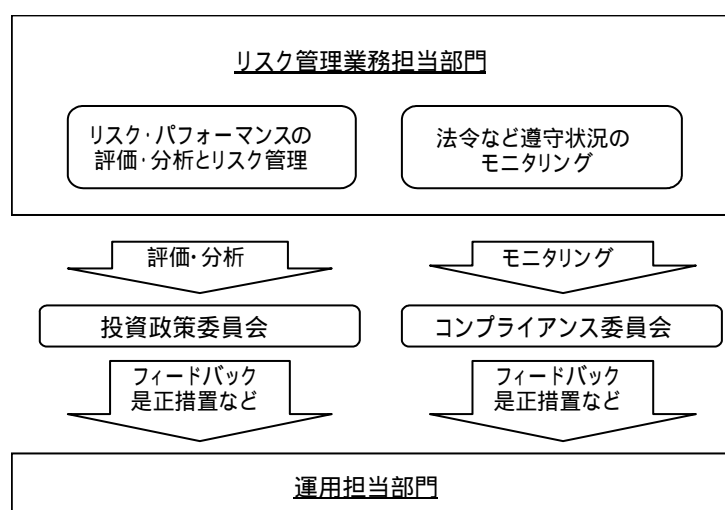 リスク管理業務担当部門
リスク・パフォーマンスの
評価・分析とリスク管理
法令など遵守状況の
モニタリング
評価・分析
モニタリング
投資政策委員会
コンプライアンス委員会
フィードバック
是正措置など
フィードバック
是正措置など
運用担当部門